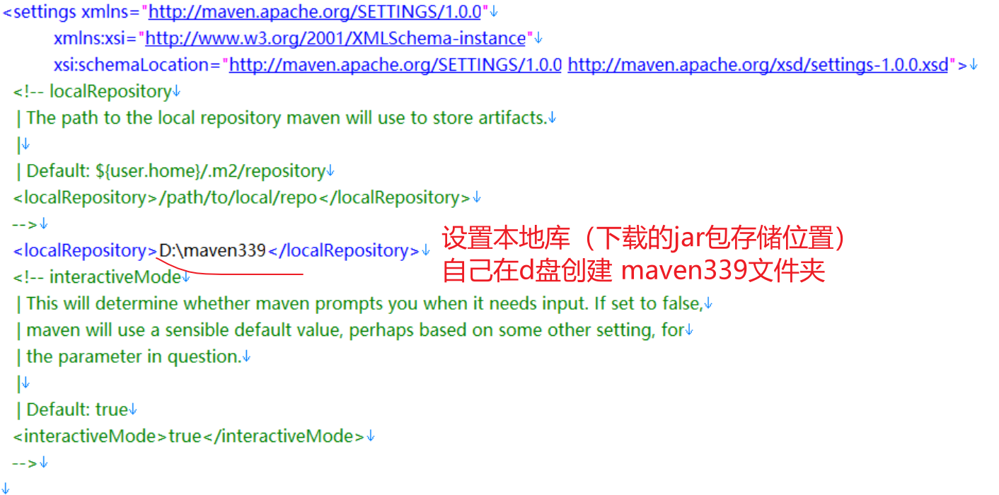 <settings xmlns="http://maven.apache.org/SETTINGS/1.0.0"↓
xmlns:xsi="http://www.w3.org/2001/XMLSchema-instance"↓
xsi:schemaLocation="http://maven.apache.org/SETTINGS/1.0.0 http://maven.apache.org/xsd/settings-1.0.0.xsd">↓
<!-- localRepository↓
| The path to the local repository maven will use to store artifacts.↓
|↓
| Default: ${user.home}/.m2/repository↓
<localRepository>/path/to/local/repo</localRepository>↓
-->↓
<localRepository>D:\maven339</localRepository>↓
设置本地库（下载的jar包存储位置）
自己在d盘创建 maven339文件夹
<!-- interactiveMode↓
| This will determine whether maven prompts you when it needs input. If set to false,↓
| maven will use a sensible default value, perhaps based on some other setting, for↓
| the parameter in question.↓
|↓
| Default: true↓
<interactiveMode>true</interactiveMode>↓
-->↓
↓